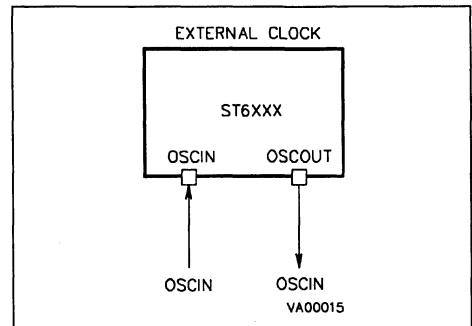 EXTERNAL CLOCK
ST6XXX
OSCIN OSCOUT
OSCIN OSCIN
VA00015